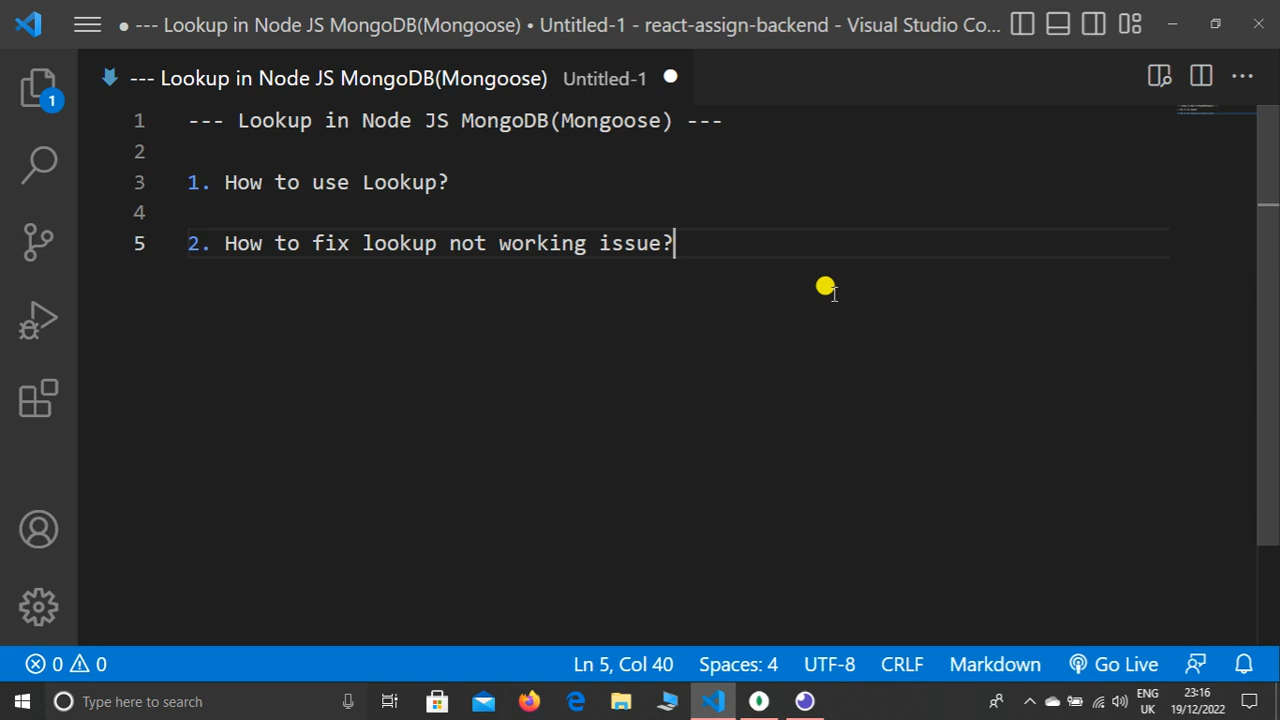 --- Lookup in Node JS MongoDB(Mongoose) • Untitled-1 - react-assign-backend - Visual Studio Co...
--- Lookup in Node JS MongoDB(Mongoose) Untitled-1
1
1 --- Lookup in Node JS MongoDB(Mongoose) ---
2
3 1. How to use Lookup?
4
5 2. How to fix lookup not working issue?
0 0 Ln 5, Col 40 Spaces: 4 UTF-8 CRLF Markdown Go Live
Type here to search ENG 23:16
UK 19/12/2022